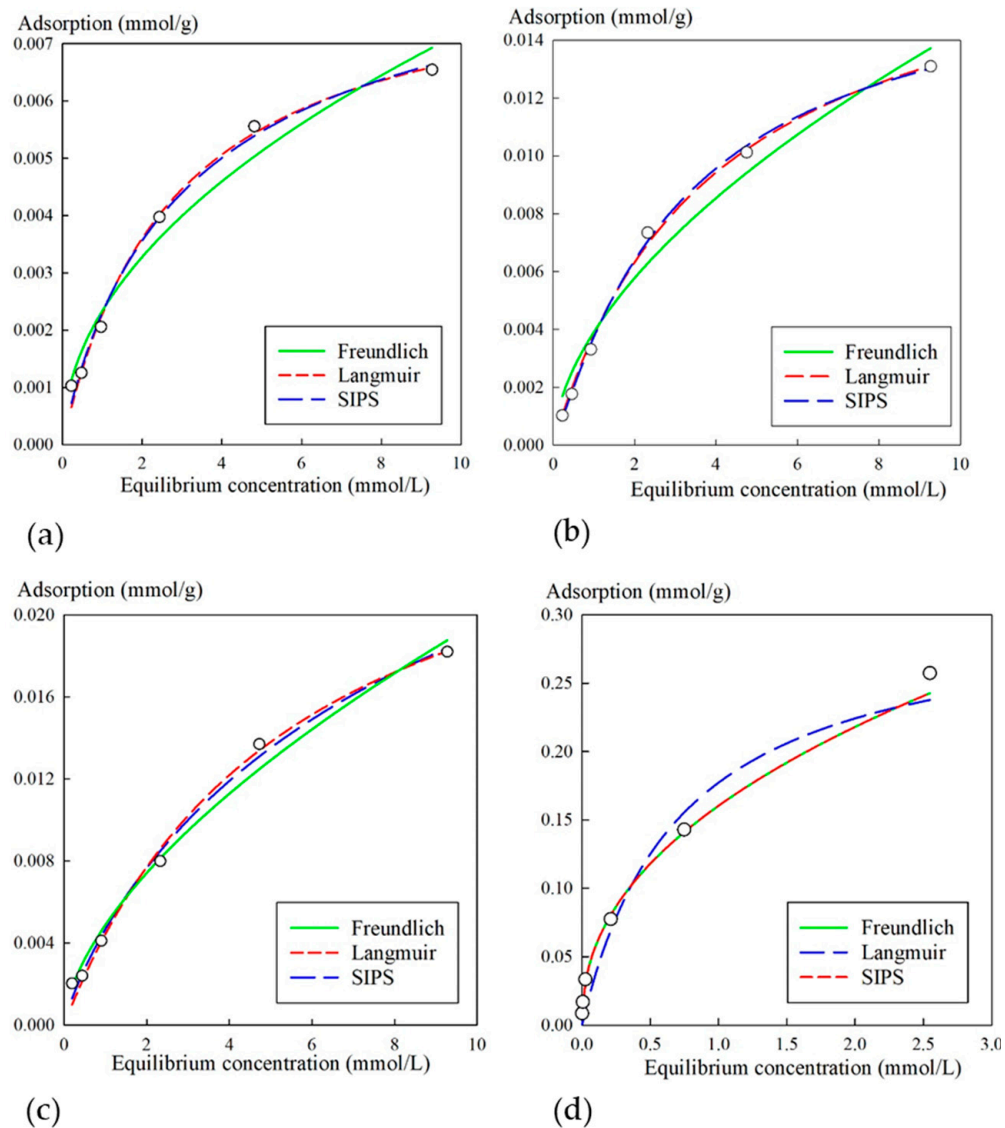 Adsorption (mmol/g)
0.007
0.006
0.005
0.004
0.003
0.002
0.001
0.000
Freundlich
Langmuir
SIPS
0 2 4 6 8 10
Equilibrium concentration (mmol/L)
(a)
Adsorption (mmol/g)
0.014
0.012
0.010
0.008
0.006
0.004
0.002
0.000
Freundlich
Langmuir
SIPS
0 2 4 6 8 10
Equilibrium concentration (mmol/L)
(b)
Adsorption (mmol/g)
0.020
0.016
0.012
0.008
0.004
0.000
Freundlich
Langmuir
SIPS
0 2 4 6 8 10
Equilibrium concentration (mmol/L)
(c)
Adsorption (mmol/g)
0.30
0.25
0.20
0.15
0.10
0.05
0.00
Freundlich
Langmuir
SIPS
0.0 0.5 1.0 1.5 2.0 2.5 3.0
Equilibrium concentration (mmol/L)
(d)